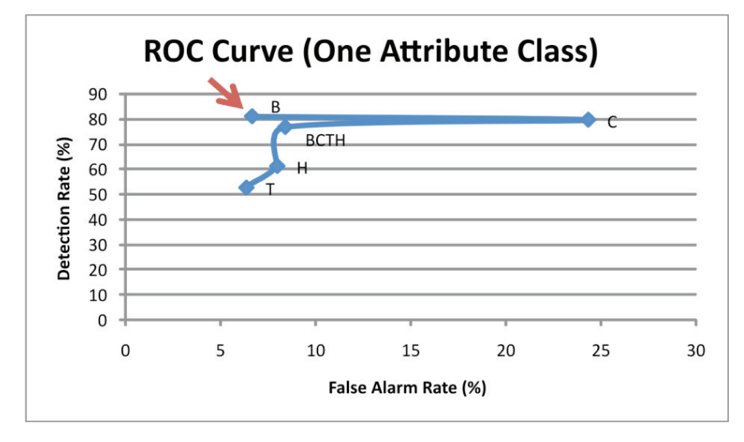 ROC Curve (One Attribute Class)
90
80
70
60
50
40
30
20
10
0
Detection Rate (%)
B
C
BCTH
H
T
0 5 10 15 20 25 30
False Alarm Rate (%)